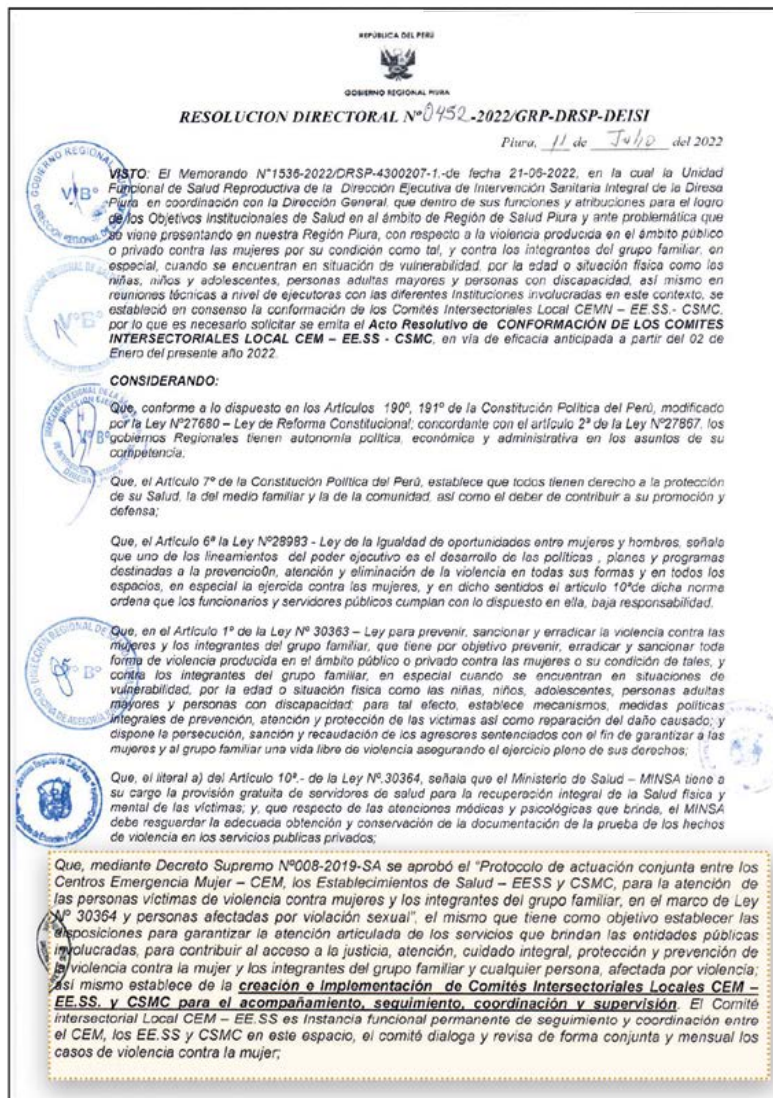 REPÚBLICA DEL PERÚ
GOBIERNO REGIONAL PIURA
RESOLUCION DIRECTORAL Nº 0452-2022/GRP-DRSP-DEISI
Piura, 11 de Julio del 2022
VISTO: El Memorando N°1536-2022/DRSP-4300207-1.-de fecha 21-06-2022, en la cual la Unidad
Funcional de Salud Reproductiva de la Dirección Ejecutiva de Intervención Sanitaria Integral de la Diresa
Piura en coordinación con la Dirección General, que dentro de sus funciones y atribuciones para el logro
de los Objetivos Institucionales de Salud en al ámbito de Región de Salud Piura y ante problemática que
se viene presentando en nuestra Región Piura, con respecto a la violencia producida en el ámbito público
o privado contra las mujeres por su condición como tal, y contra los integrantes del grupo familiar, en
especial, cuando se encuentran en situación de vulnerabilidad, por la edad o situación física como las
niñas, niños y adolescentes, personas adultas mayores y personas con discapacidad, así mismo en
reuniones técnicas a nivel de ejecutoras con las diferentes Instituciones involucradas en este contexto, se
estableció en consenso la conformación de los Comités Intersectoriales Local CEMN – EE.SS.- CSMC,
por lo que es necesario solicitar se emita el Acto Resolutivo de CONFORMACIÓN DE LOS COMITES
INTERSECTORIALES LOCAL CEM – EE.SS - CSMC, en vía de eficacia anticipada a partir del 02 de
Enero del presente año 2022.
CONSIDERANDO:
Que, conforme a lo dispuesto en los Artículos 190º, 191º de la Constitución Política del Perú, modificado
por la Ley Nº27680 – Ley de Reforma Constitucional; concordante con el artículo 2º de la Ley Nº27867, los
gobiernos Regionales tienen autonomía política, económica y administrativa en los asuntos de su
competencia;
Que, el Artículo 7º de la Constitución Política del Perú, establece que todos tienen derecho a la protección
de su Salud, la del medio familiar y la de la comunidad, así como el deber de contribuir a su promoción y
defensa;
Que, el Artículo 6º la Ley Nº28983 - Ley de la Igualdad de oportunidades entre mujeres y hombres, señala
que uno de los lineamientos del poder ejecutivo es el desarrollo de las políticas , planes y programas
destinadas a la prevencio0n, atención y eliminación de la violencia en todas sus formas y en todos los
espacios, en especial la ejercida contra las mujeres, y en dicho sentidos el artículo 10ºde dicha norma
ordena que los funcionarios y servidores públicos cumplan con lo dispuesto en ella, baja responsabilidad.
Que, en el Artículo 1º de la Ley Nº 30363 – Ley para prevenir, sancionar y erradicar la violencia contra las
mujeres y los integrantes del grupo familiar, que tiene por objetivo prevenir, erradicar y sancionar toda
forma de violencia producida en el ámbito público o privado contra las mujeres o su condición de tales, y
contra los integrantes del grupo familiar, en especial cuando se encuentran en situaciones de
vulnerabilidad, por la edad o situación física como las niñas, niños, adolescentes, personas adultas
mayores y personas con discapacidad; para tal efecto, establece mecanismos, medidas políticas
integrales de prevención, atención y protección de las víctimas así como reparación del daño causado; y
dispone la persecución, sanción y recaudación de los agresores sentenciados con el fin de garantizar a las
mujeres y al grupo familiar una vida libre de violencia asegurando el ejercicio pleno de sus derechos;
Que, el literal a) del Artículo 10º.- de la Ley Nº.30364, señala que el Ministerio de Salud – MINSA tiene a
su cargo la provisión gratuita de servidores de salud para la recuperación integral de la Salud física y
mental de las víctimas; y, que respecto de las atenciones médicas y psicológicas que brinda, el MINSA
debe resguardar la adecuada obtención y conservación de la documentación de la prueba de los hechos
de violencia en los servicios publicas privados;
Que, mediante Decreto Supremo Nº008-2019-SA se aprobó el "Protocolo de actuación conjunta entre los
Centros Emergencia Mujer – CEM, los Establecimientos de Salud – EESS y CSMC, para la atención de
las personas víctimas de violencia contra mujeres y los integrantes del grupo familiar, en el marco de Ley
Nº 30364 y personas afectadas por violación sexual", el mismo que tiene como objetivo establecer las
disposiciones para garantizar la atención articulada de los servicios que brindan las entidades públicas
involucradas, para contribuir al acceso a la justicia, atención, cuidado integral, protección y prevención de
la violencia contra la mujer y los integrantes del grupo familiar y cualquier persona, afectada por violencia;
así mismo establece de la creación e Implementación de Comités Intersectoriales Locales CEM –
EE.SS. y CSMC para el acompañamiento, seguimiento, coordinación y supervisión. El Comité
intersectorial Local CEM – EE.SS es Instancia funcional permanente de seguimiento y coordinación entre
el CEM, los EE.SS y CSMC en este espacio, el comité dialoga y revisa de forma conjunta y mensual los
casos de violencia contra la mujer;